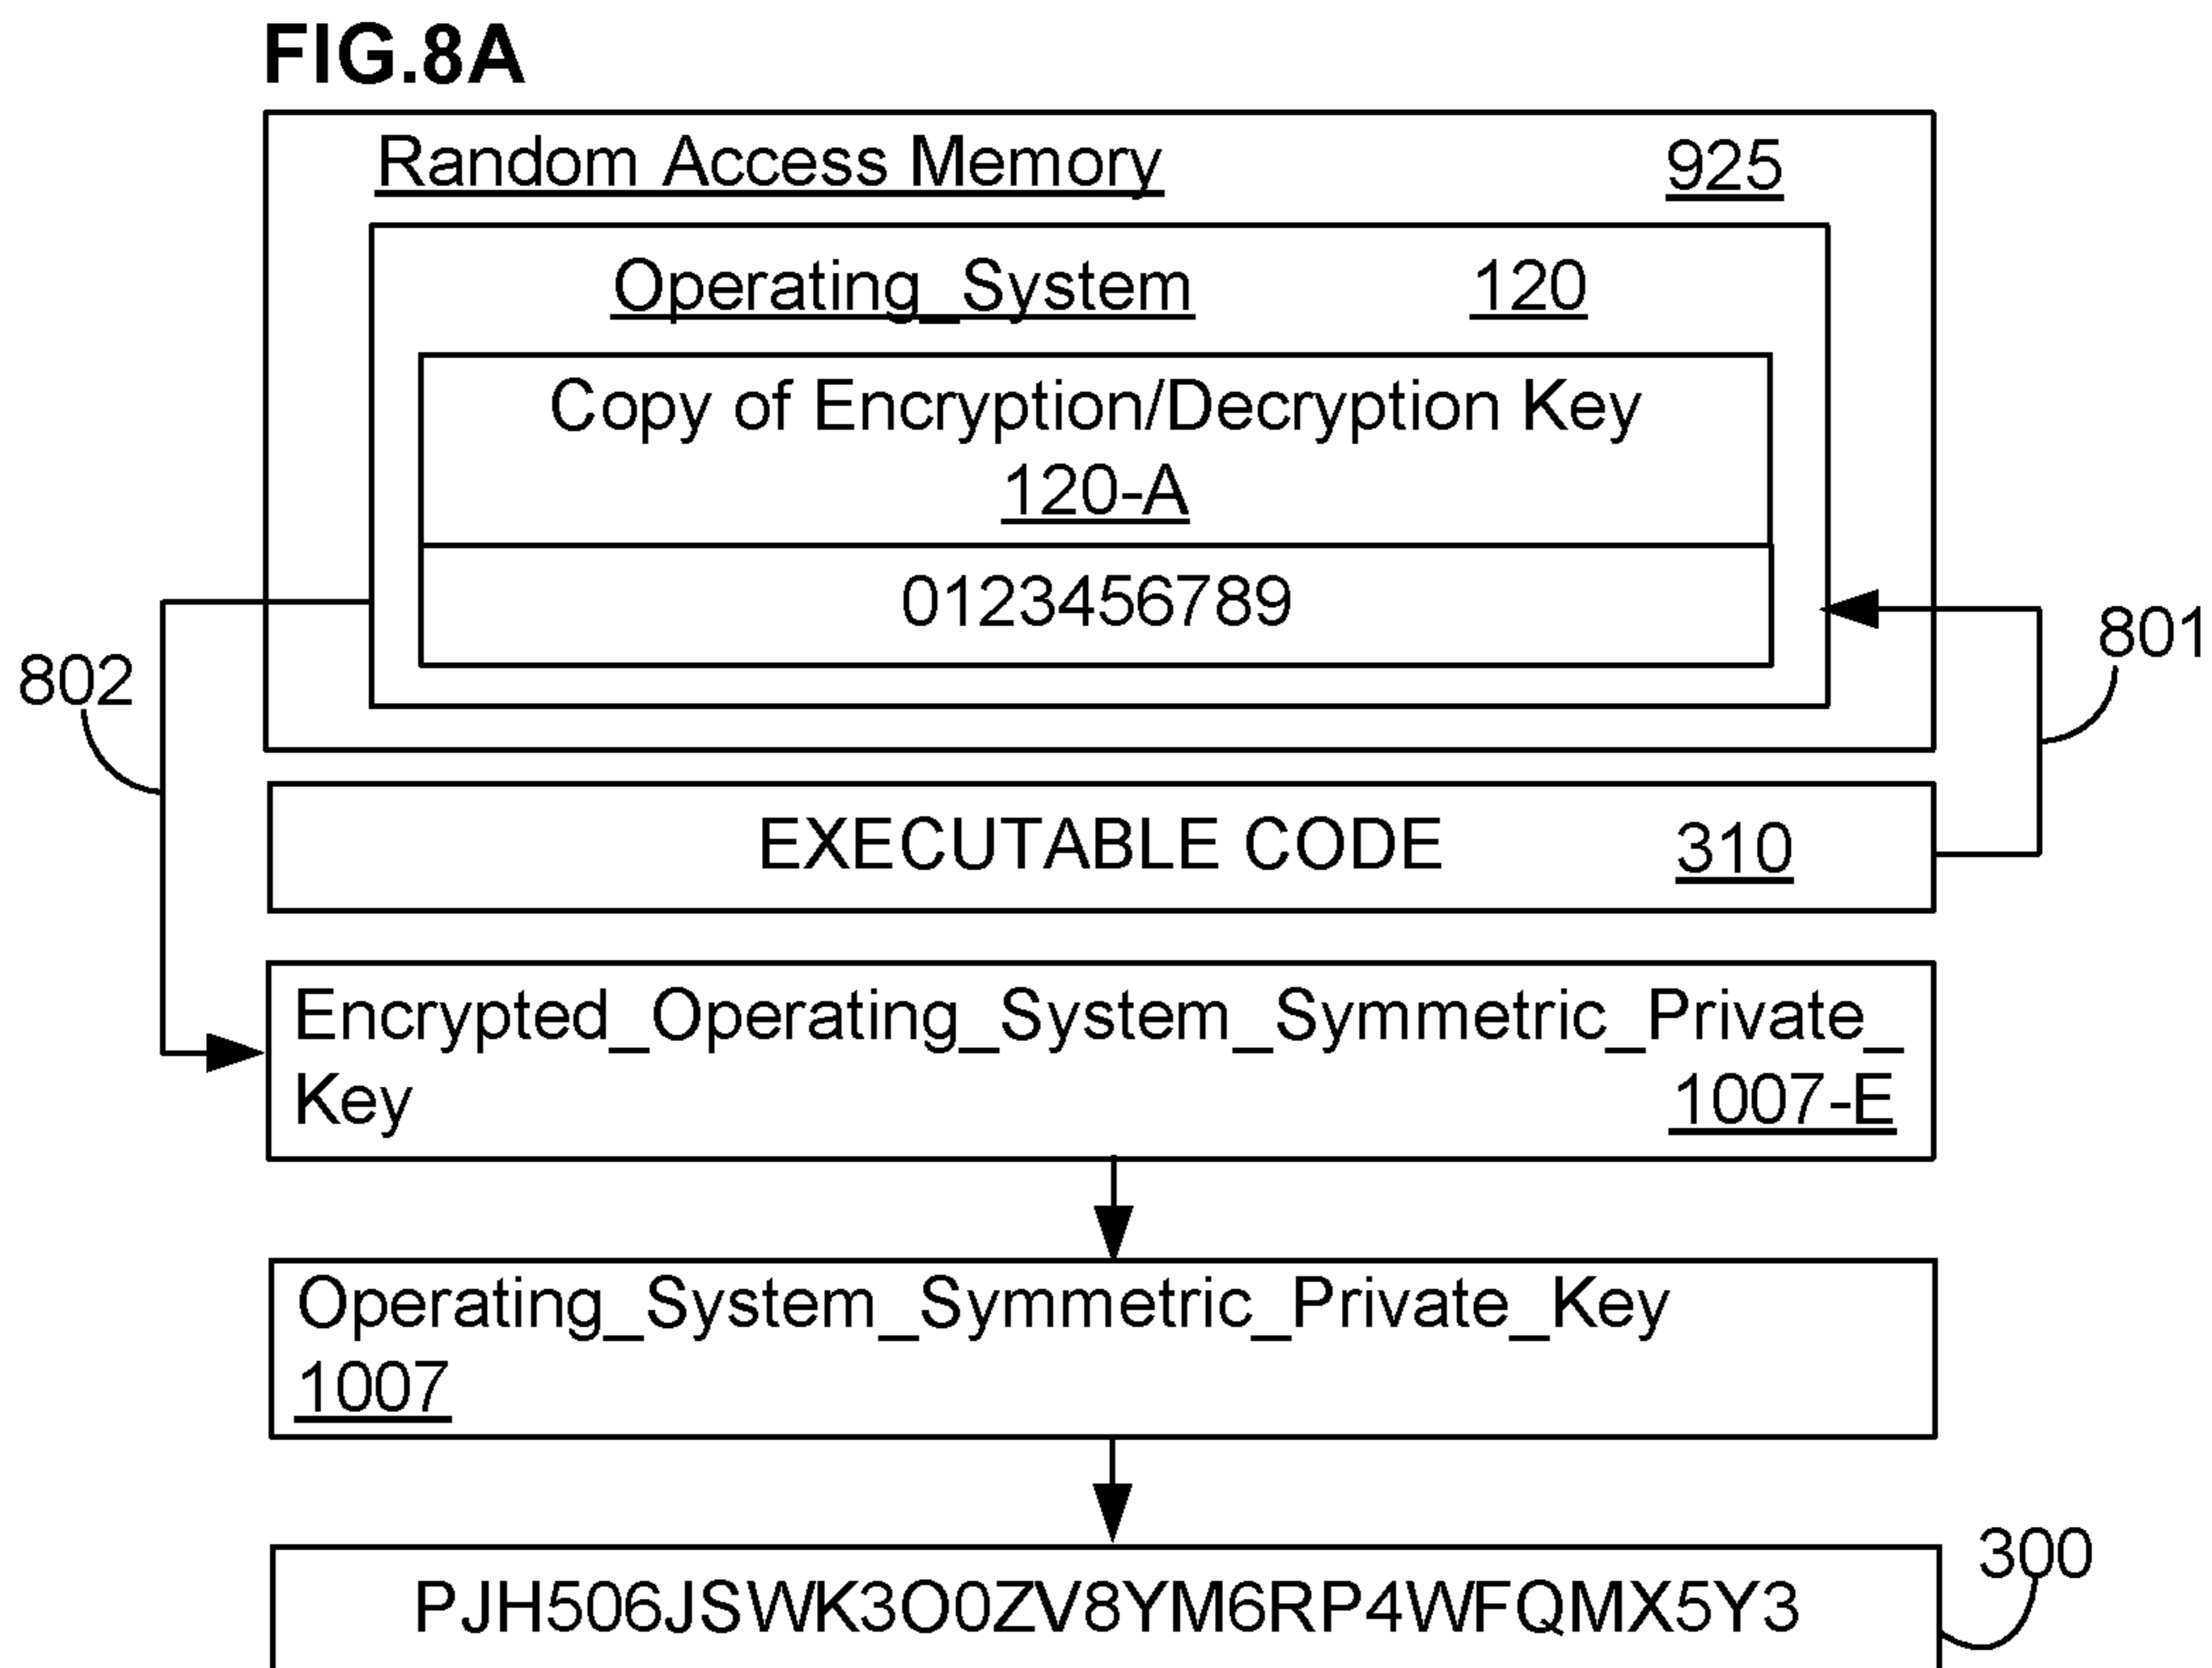 FIG.8A
Random Access Memory 925
Operating_System 120
Copy of Encryption/Decryption Key
120-A
0123456789
801
802
EXECUTABLE CODE 310
Encrypted_Operating_System_Symmetric_Private_
Key 1007-E
Operating_System_Symmetric_Private_Key
1007
300
PJH506JSWK3O0ZV8YM6RP4WFQMX5Y3